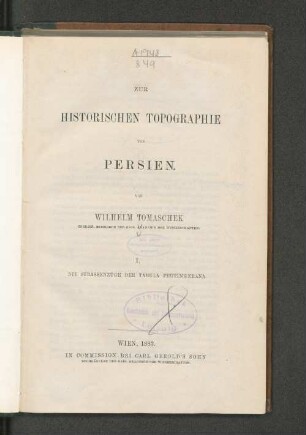 ZUR
HISTORISCHEN TOPOGRAPHIE
VON
PERSIEN.
VON
WILHELM TOMASCHEK
I.
DIE STRASSENZÜGE DER TABULA PEUTINGERANA.
WIEN, 1883.
IN COMMISSION BEI CARL GEROLD'S SOHN